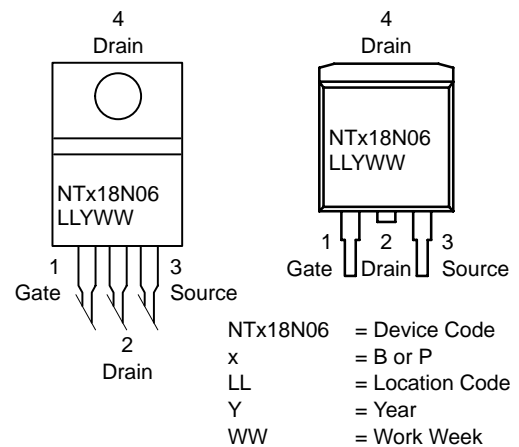 4
Drain
NTx18N06
LLYWW
1
Gate
3
Source
2
Drain
4
Drain
NTx18N06
LLYWW
1
Gate
2
Drain
3
Source
NTx18N06 = Device Code
x = B or P
LL = Location Code
Y = Year
WW = Work Week